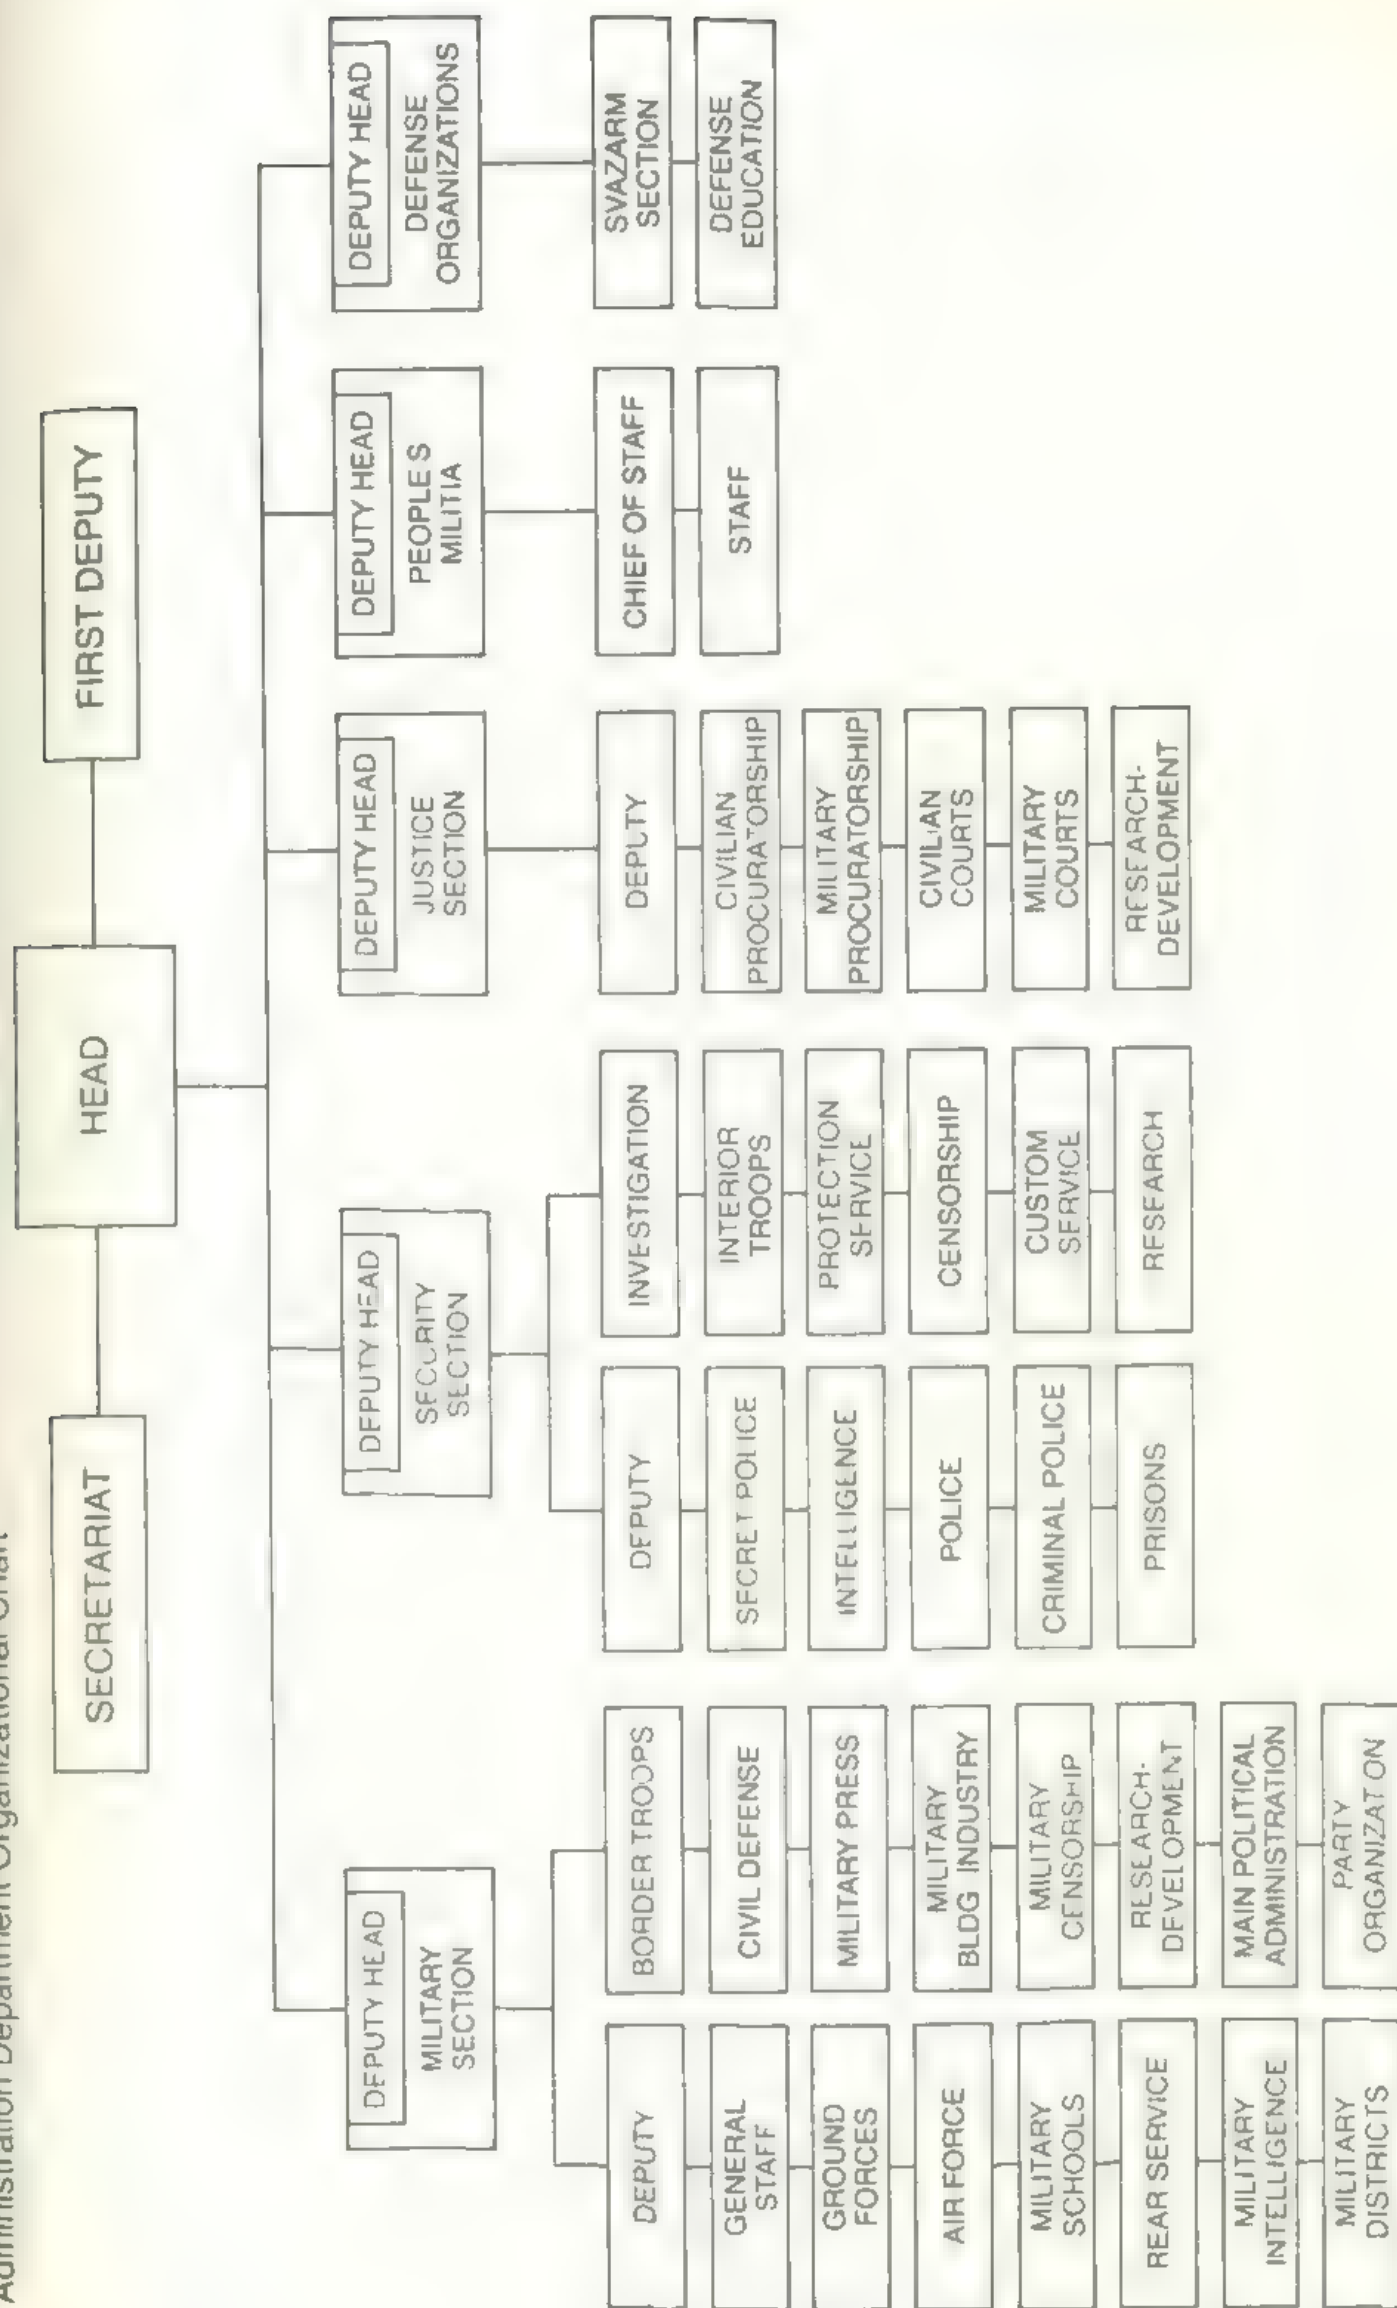 Administration Department Organizational Chart
SECRETARIAT
HEAD
FIRST DEPUTY
DEPUTY HEAD
MILITARY
SECTION
DEPUTY
GENERAL
STAFF
GROUND
FORCES
AIR FORCE
MILITARY
SCHOOLS
REAR SERVICE
MILITARY
INTELLIGENCE
MILITARY
DISTRICTS
BORDER TROOPS
CIVIL DEFENSE
MILITARY PRESS
MILITARY
BLDG INDUSTRY
MILITARY
CENSORSHIP
RESEARCH-
DEVELOPMENT
MAIN POLITICAL
ADMINISTRATION
PARTY
ORGANIZATION
DEPUTY HEAD
SECURITY
SECTION
DEPUTY
SECRET POLICE
INTELLIGENCE
POLICE
CRIMINAL POLICE
PRISONS
INVESTIGATION
INTERIOR
TROOPS
PROTECTION
SERVICE
CENSORSHIP
CUSTOM
SERVICE
RESEARCH
DEPUTY HEAD
JUSTICE
SECTION
DEPUTY
CIVILIAN
PROCURATORSHIP
MILITARY
PROCURATORSHIP
CIVILIAN
COURTS
MILITARY
COURTS
RESEARCH-
DEVELOPMENT
DEPUTY HEAD
PEOPLE S
MILITIA
CHIEF OF STAFF
STAFF
DEPUTY HEAD
DEFENSE
ORGANIZATIONS
SVAZARM
SECTION
DEFENSE
EDUCATION